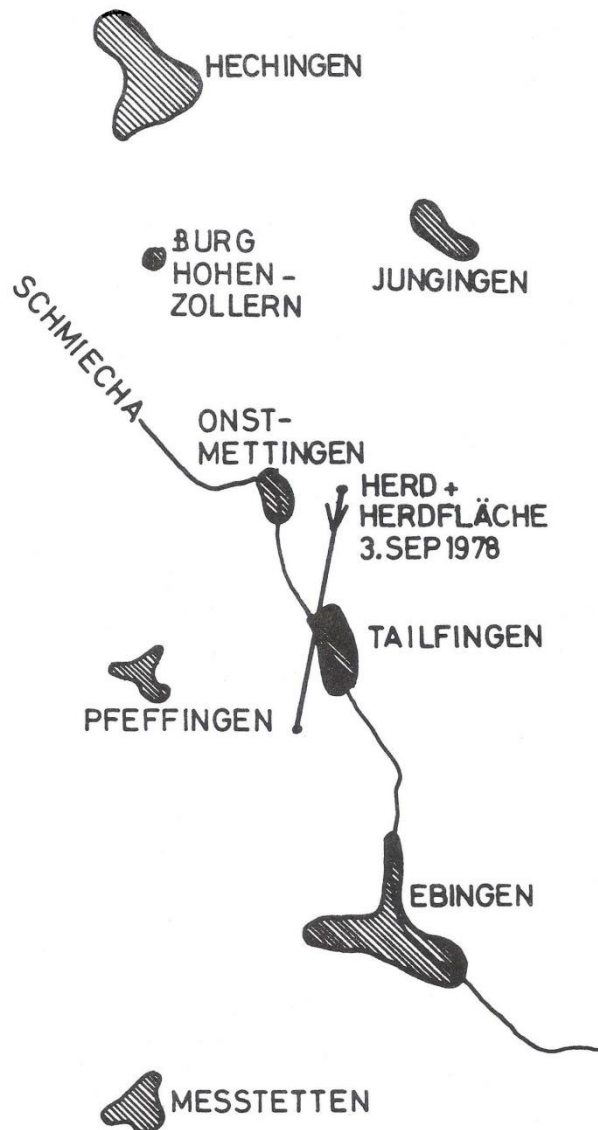 HECHINGEN
BURG
HOHEN-
ZOLLERN
JUNGINGEN
SCHMIECHA
ONST-
METTINGEN
HERD +
HERDFLÄCHE
3. SEP 1978
TAILFINGEN
PFEFFINGEN
EBINGEN
MESSTETTEN